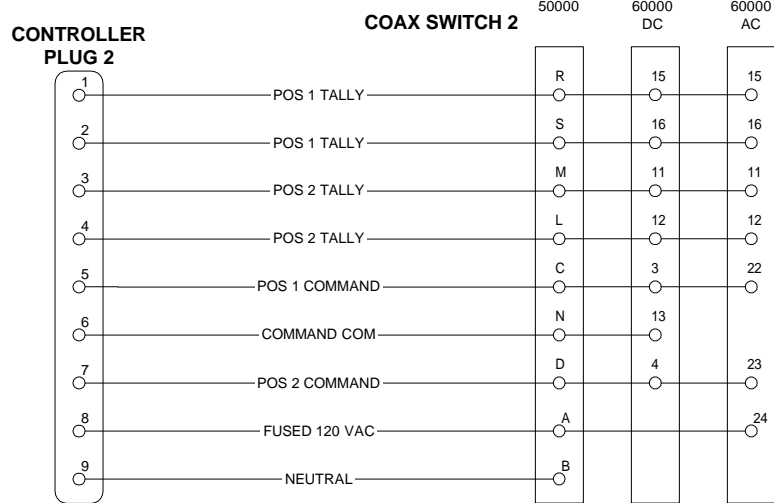 50000 60000 60000
COAX SWITCH 2 DC AC
CONTROLLER
PLUG 2
1 POS 1 TALLY R 15 15
2 POS 1 TALLY S 16 16
3 POS 2 TALLY M 11 11
4 POS 2 TALLY L 12 12
5 POS 1 COMMAND C 3 22
6 COMMAND COM N 13
7 POS 2 COMMAND D 4 23
8 FUSED 120 VAC A 24
9 NEUTRAL B